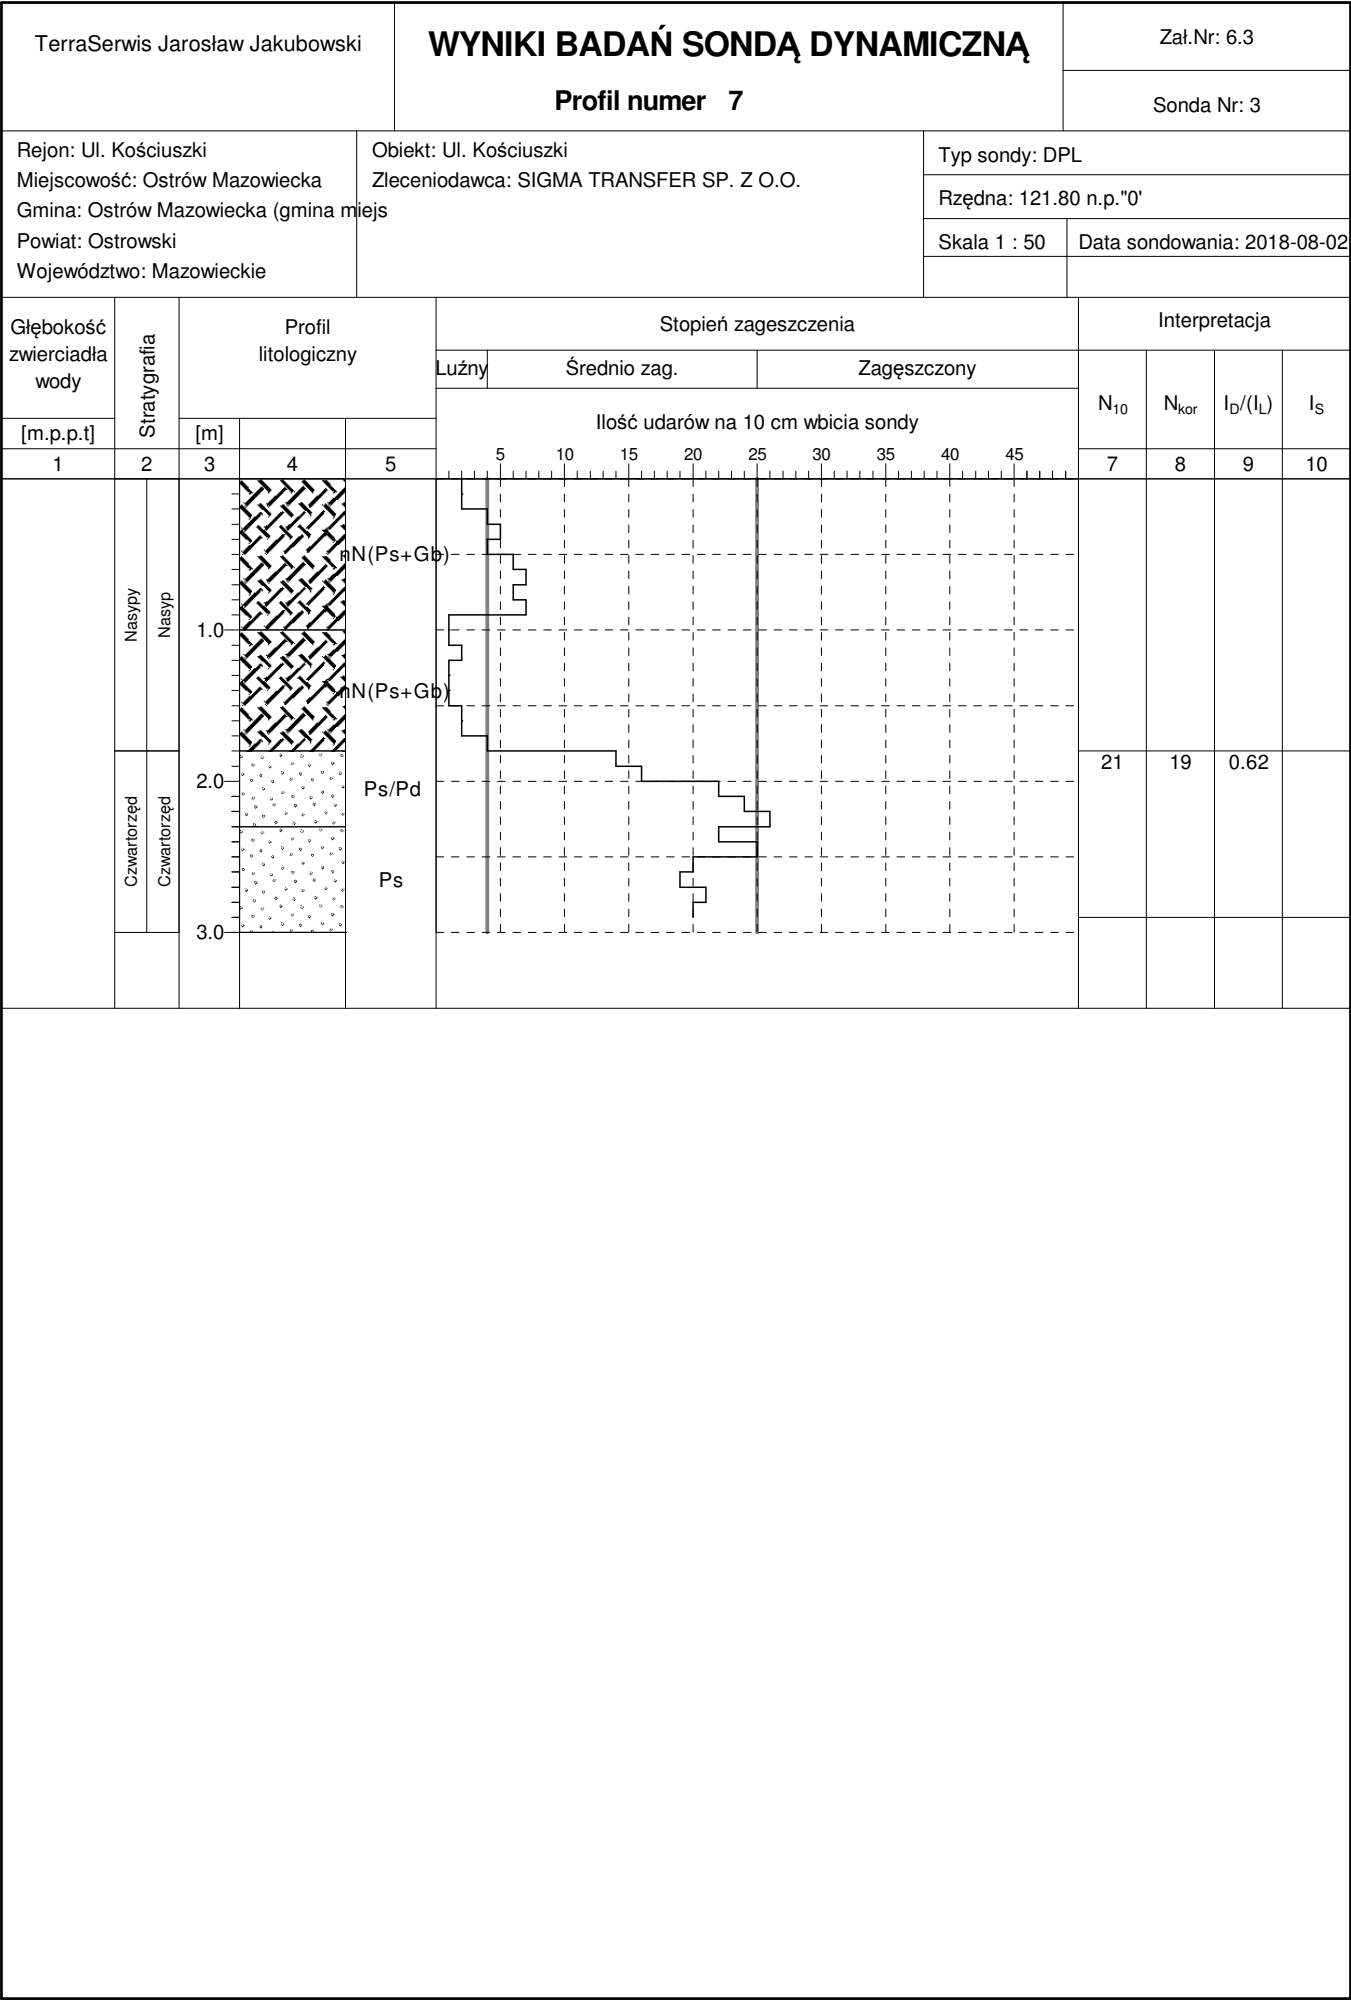 TerraSerwis Jarosław Jakubowski
WYNIKI BADAŃ SONDĄ DYNAMICZNĄ
Profil numer 7
Zał.Nr: 6.3
Sonda Nr: 3
Rejon: Ul. Kościuszki
Miejscowość: Ostrów Mazowiecka
Gmina: Ostrów Mazowiecka (gmina miejs
Powiat: Ostrowski
Województwo: Mazowieckie
Obiekt: Ul. Kościuszki
Zleceniodawca: SIGMA TRANSFER SP. Z O.O.
Typ sondy: DPL
Rzędna: 121.80 n.p."0'
Skala 1 : 50
Data sondowania: 2018-08-02
Głębokość
zwierciadła
wody
[m.p.p.t]
Stratygrafia
Profil
litologiczny
[m]
Stopień zageszczenia
Luźny
Średnio zag.
Zagęszczony
Ilość udarów na 10 cm wbicia sondy
5 10 15 20 25 30 35 40 45
Interpretacja
N10 Nkor ID/(IL) IS
1 2 3 4 5 7 8 9 10
Nasypy
Nasyp
nN(Ps+Gb)
1.0
nN(Ps+Gb)
21 19 0.62
2.0
Ps/Pd
Czwartorzęd
Czwartorzęd
Ps
3.0